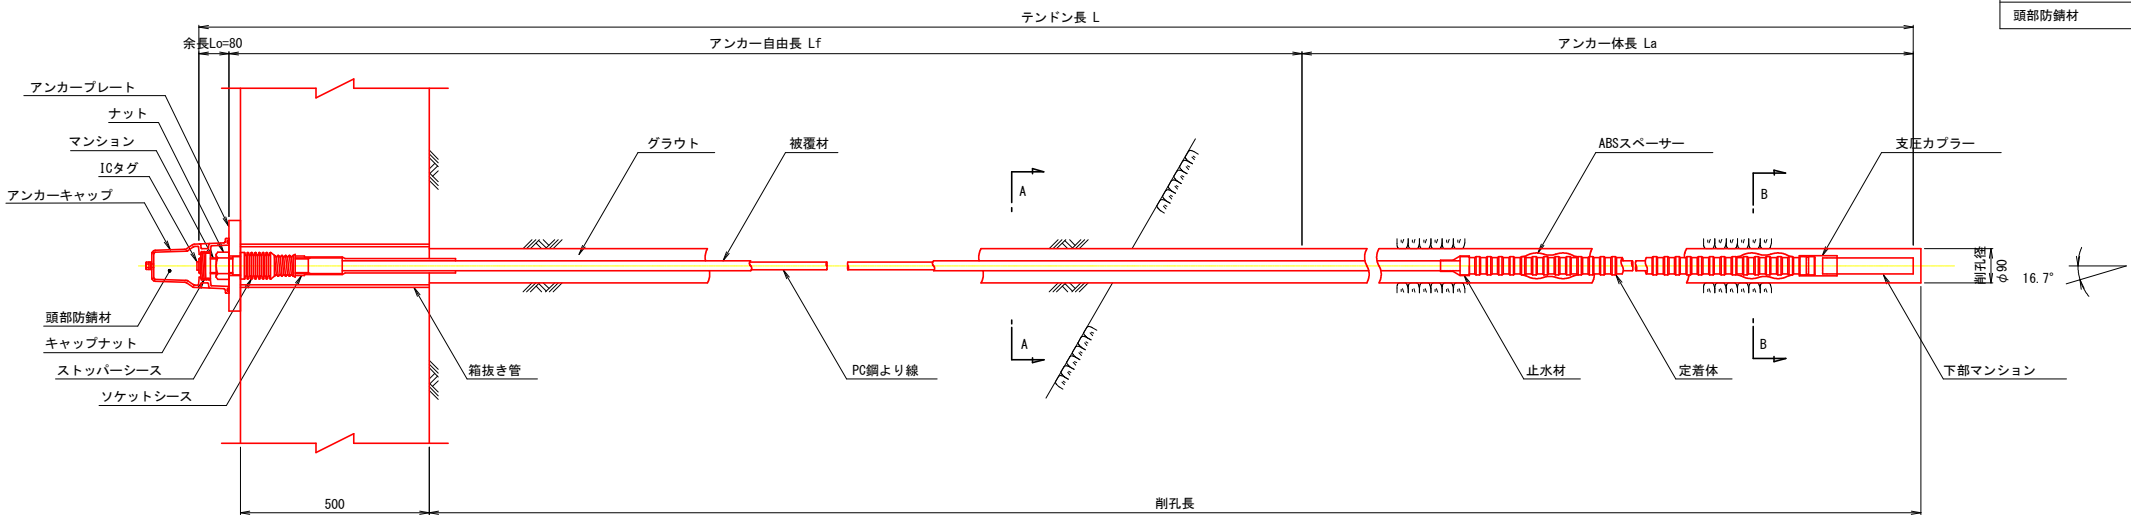 頭部防錆材
テンドン長 L
余長Lo=80
アンカー自由長 Lf
アンカー体長 La
アンカープレート
ナット
マンション
ICタグ
アンカーキャップ
グラウト
被覆材
ABSスペーサー
支圧カプラー
A
B
削孔径
φ90
16.7°
頭部防錆材
キャップナット
ストッパーシース
ソケットシース
箱抜き管
PC鋼より線
A
B
止水材
定着体
下部マンション
500
削孔長